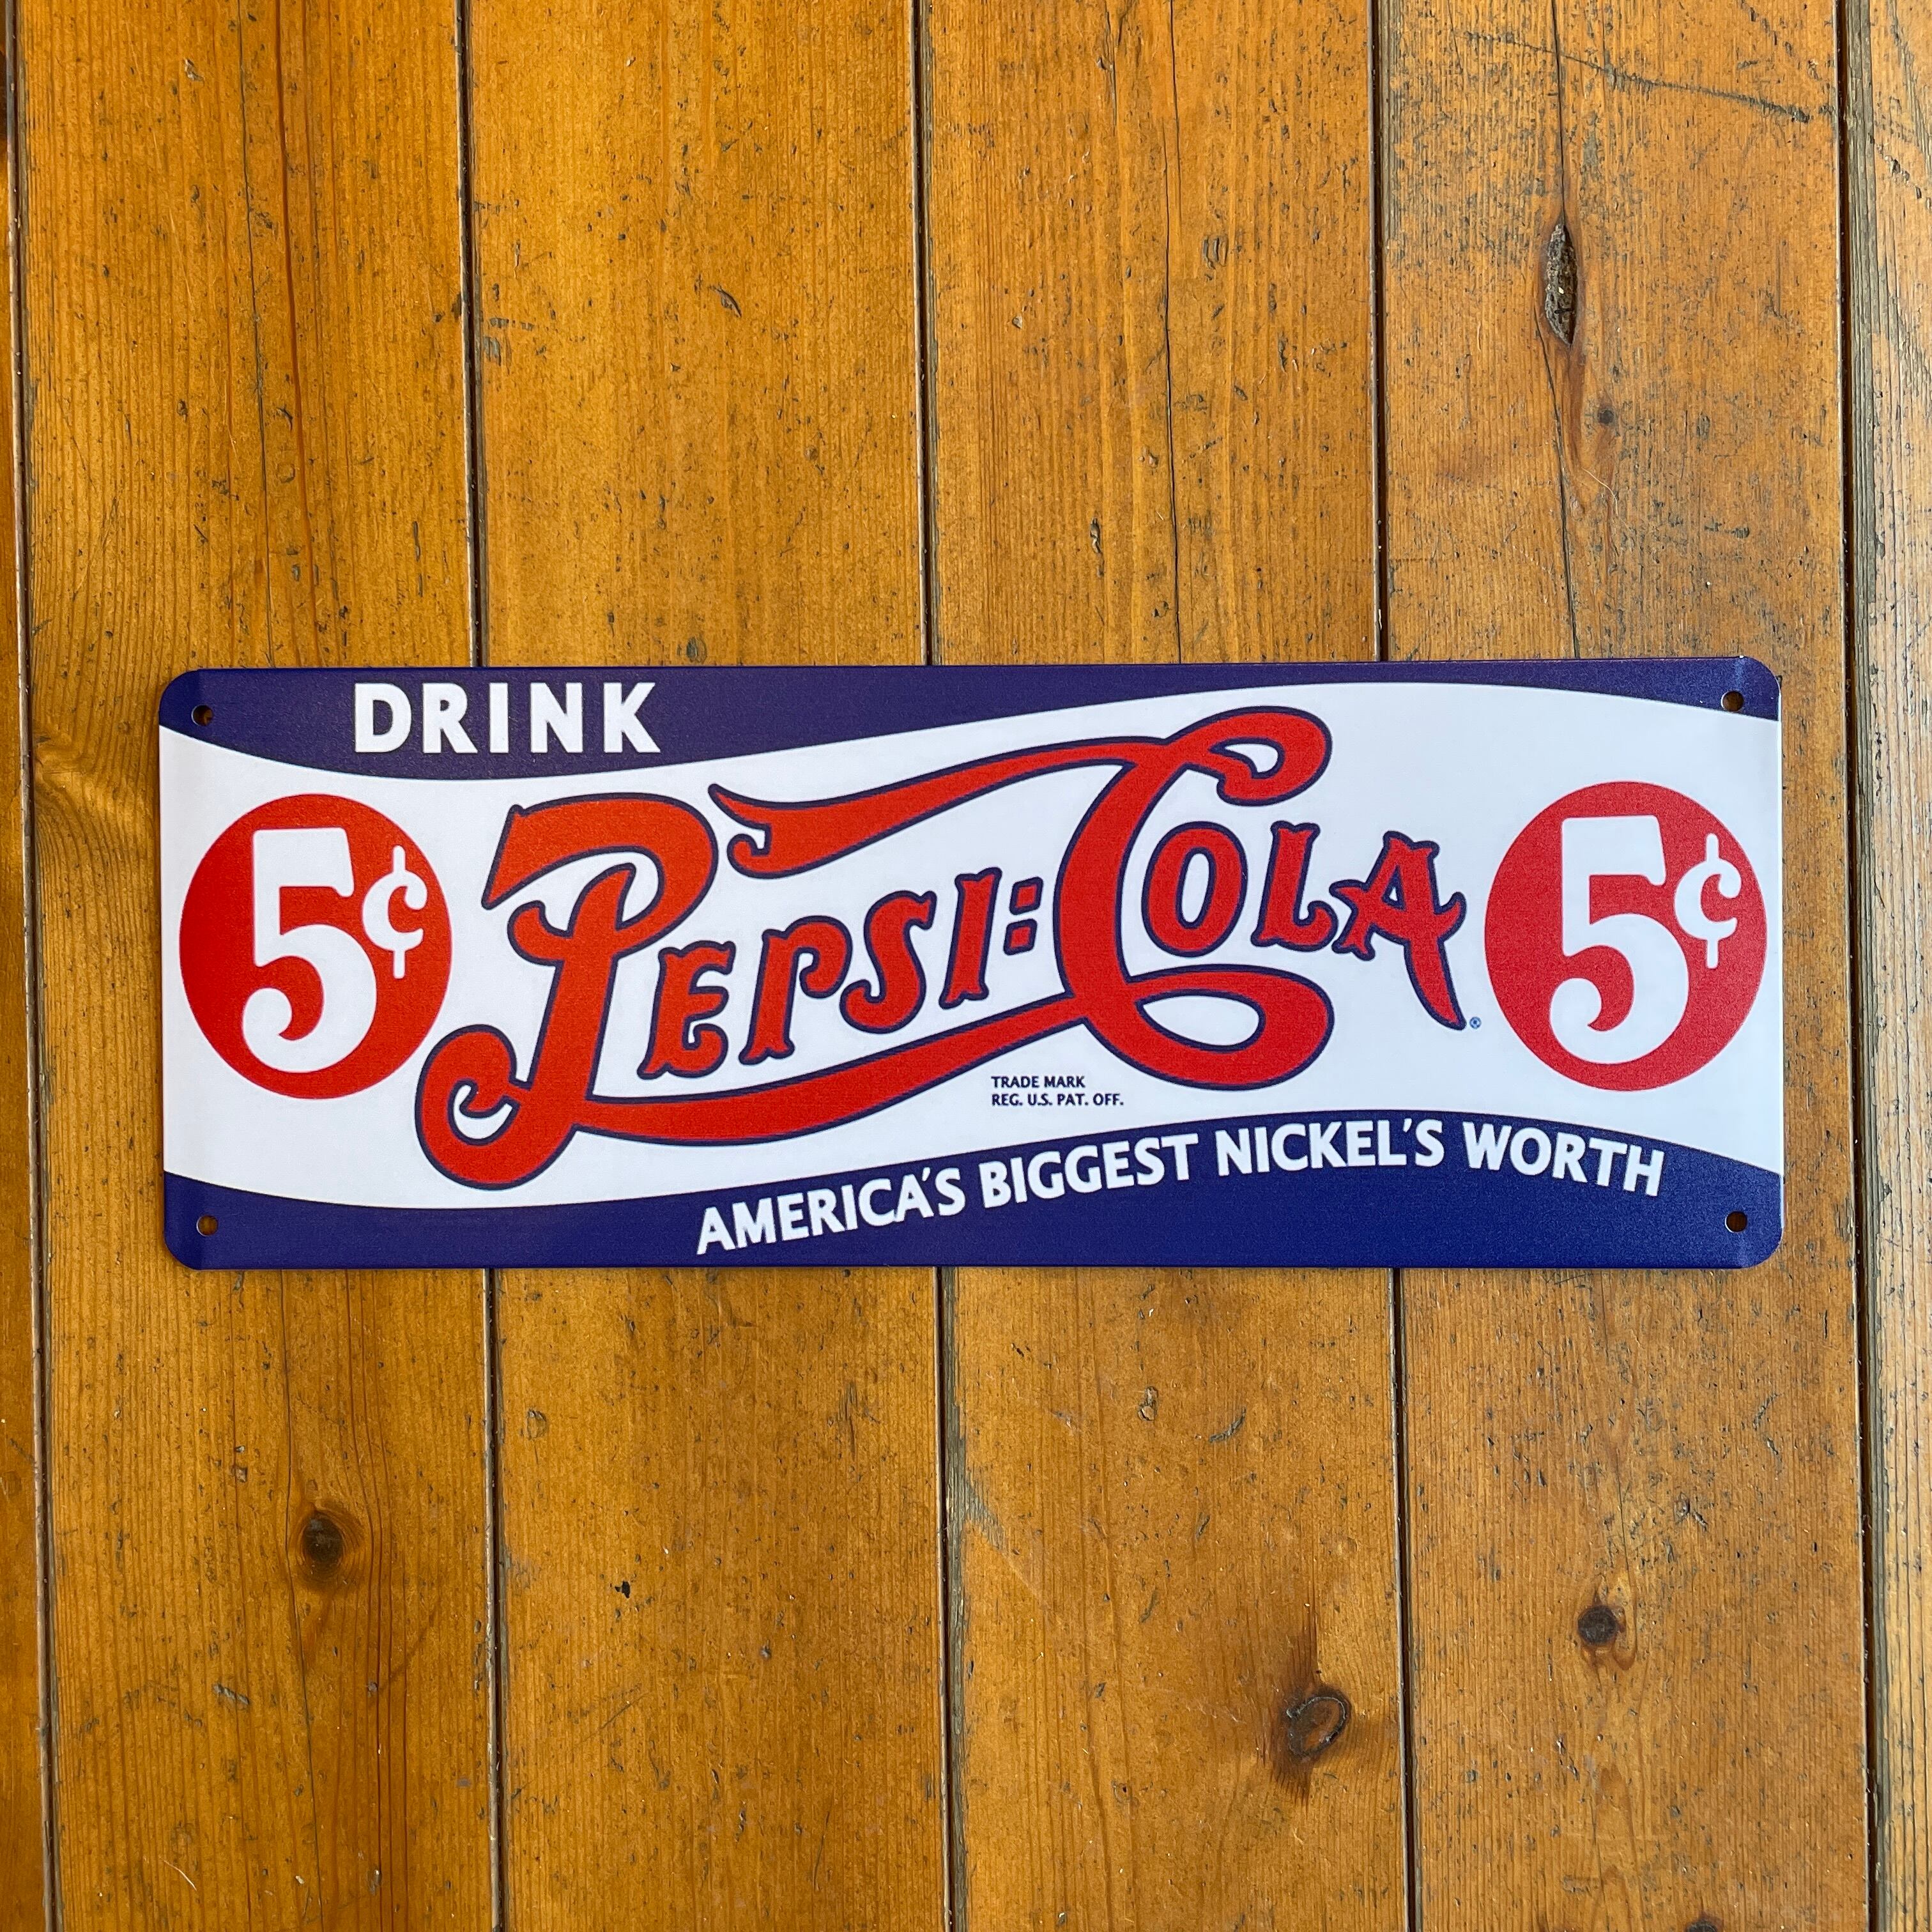 DRINK
5¢
PEPSI:COLA®
5¢
TRADE MARK
REG. U.S. PAT. OFF.
AMERICA'S BIGGEST NICKEL'S WORTH